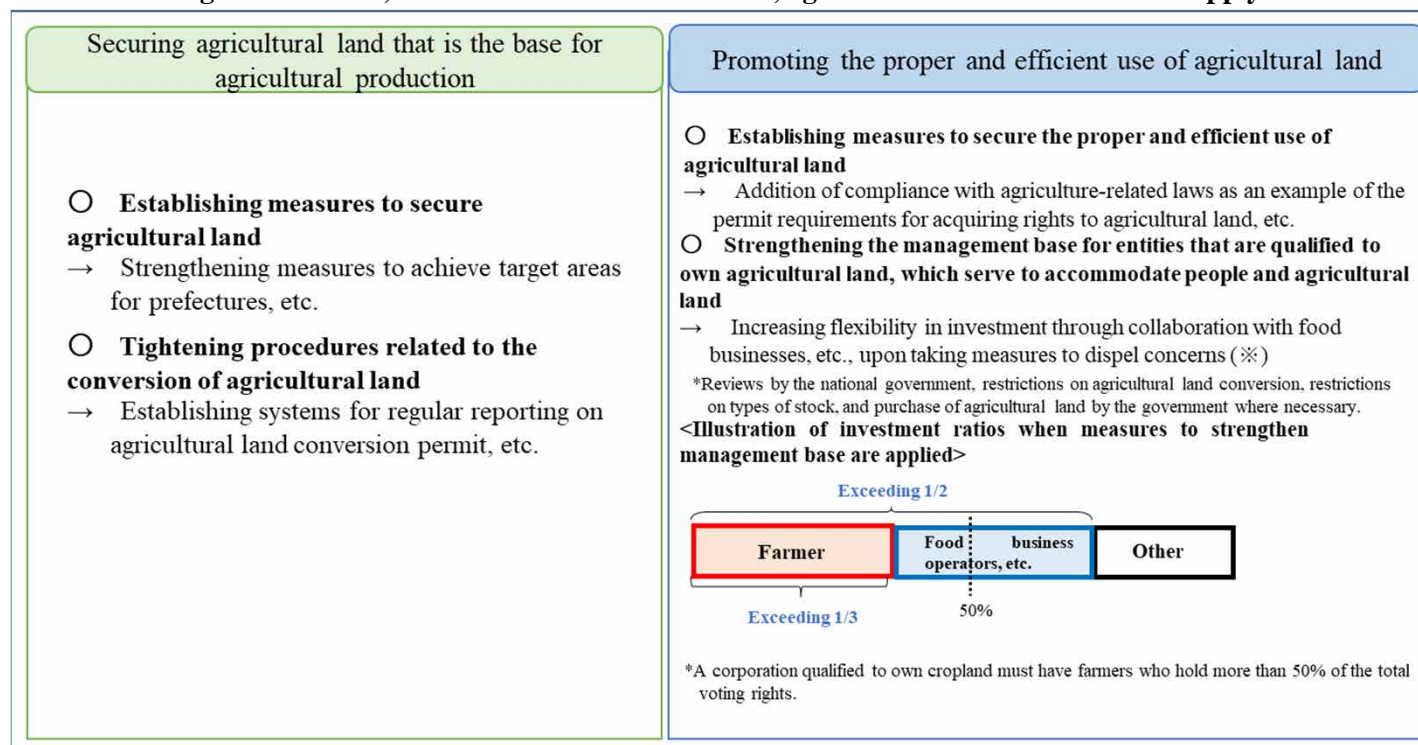 Securing agricultural land that is the base for
agricultural production
○ Establishing measures to secure
agricultural land
→ Strengthening measures to achieve target areas
for prefectures, etc.
○ Tightening procedures related to the
conversion of agricultural land
→ Establishing systems for regular reporting on
agricultural land conversion permit, etc.
Promoting the proper and efficient use of agricultural land
○ Establishing measures to secure the proper and efficient use of
agricultural land
→ Addition of compliance with agriculture-related laws as an example of the
permit requirements for acquiring rights to agricultural land, etc.
○ Strengthening the management base for entities that are qualified to
own agricultural land, which serve to accommodate people and agricultural
land
→ Increasing flexibility in investment through collaboration with food
businesses, etc., upon taking measures to dispel concerns (※)
*Reviews by the national government, restrictions on agricultural land conversion, restrictions
on types of stock, and purchase of agricultural land by the government where necessary.
<Illustration of investment ratios when measures to strengthen
management base are applied>
Exceeding 1/2
Farmer
Food business
operators, etc.
Other
Exceeding 1/3
50%
*A corporation qualified to own cropland must have farmers who hold more than 50% of the total
voting rights.